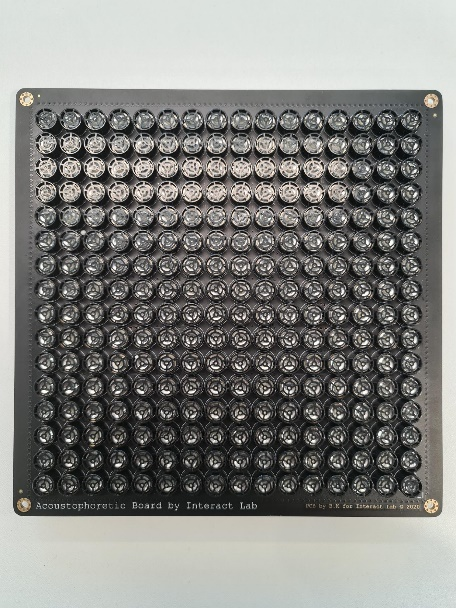 Acoustophoretic Board by Interact Lab
PCB by B.K for Interact Lab © 2020